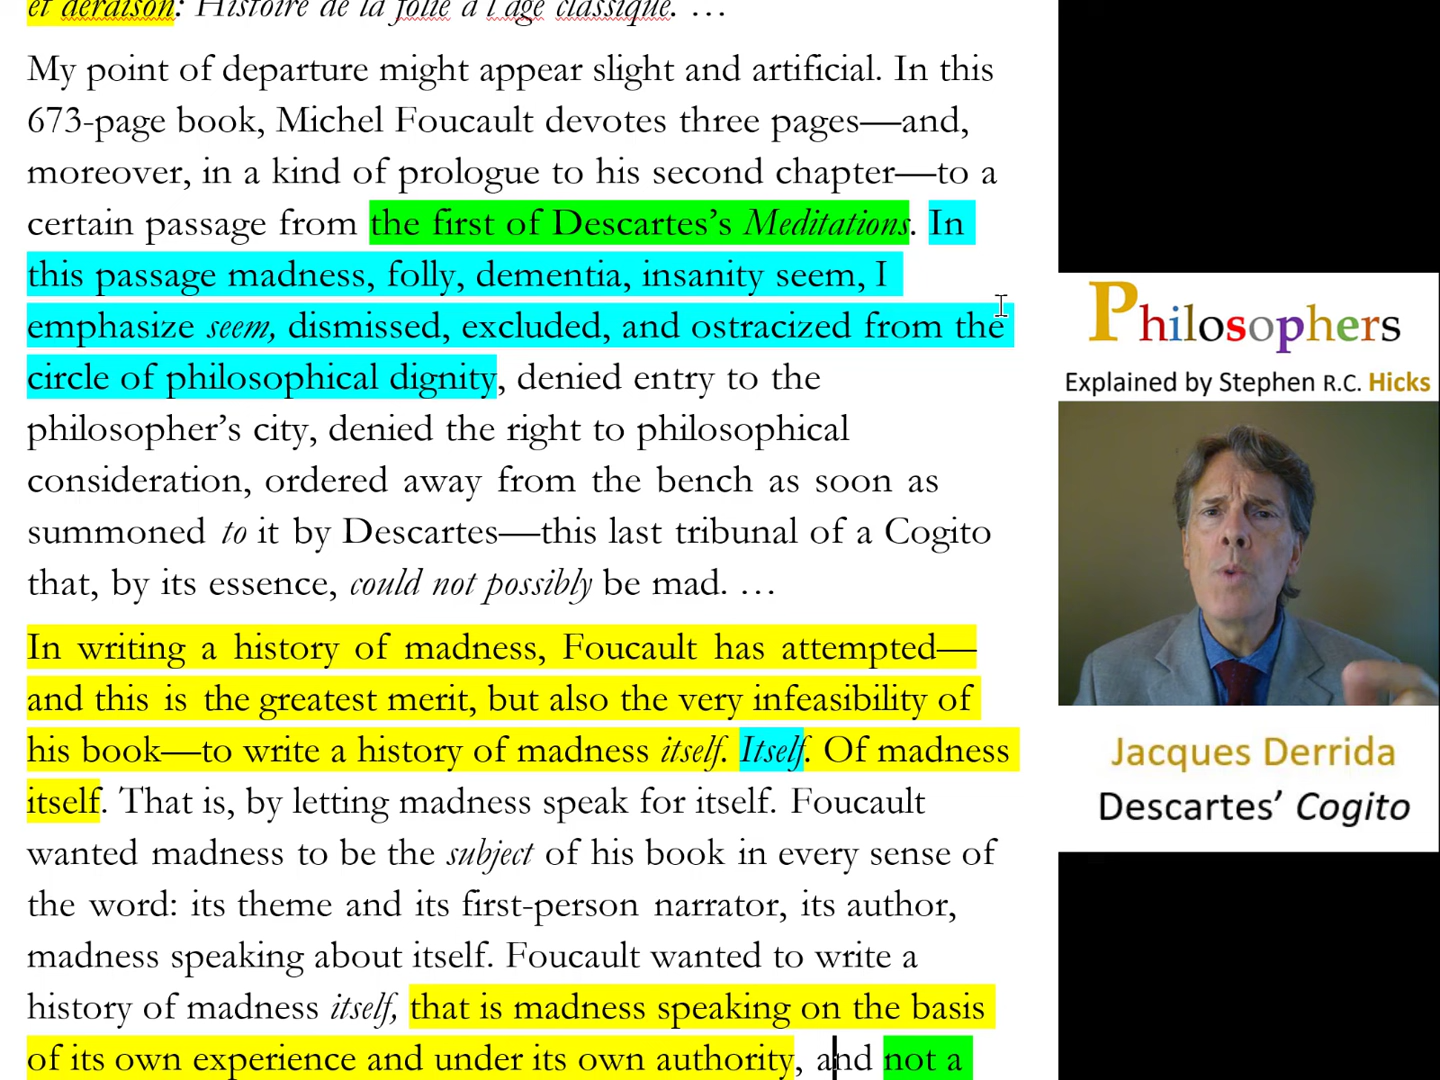 et déraison: Histoire de la folie à l'âge classique. …
My point of departure might appear slight and artificial. In this
673-page book, Michel Foucault devotes three pages—and,
moreover, in a kind of prologue to his second chapter—to a
certain passage from the first of Descartes’s Meditations. In
this passage madness, folly, dementia, insanity seem, I
emphasize seem, dismissed, excluded, and ostracized from the
circle of philosophical dignity, denied entry to the
philosopher’s city, denied the right to philosophical
consideration, ordered away from the bench as soon as
summoned to it by Descartes—this last tribunal of a Cogito
that, by its essence, could not possibly be mad. …
In writing a history of madness, Foucault has attempted—
and this is the greatest merit, but also the very infeasibility of
his book—to write a history of madness itself. Itself. Of madness
itself. That is, by letting madness speak for itself. Foucault
wanted madness to be the subject of his book in every sense of
the word: its theme and its first-person narrator, its author,
madness speaking about itself. Foucault wanted to write a
history of madness itself, that is madness speaking on the basis
of its own experience and under its own authority, and not a
Philosophers
Explained by Stephen R.C. Hicks
Jacques Derrida
Descartes’ Cogito